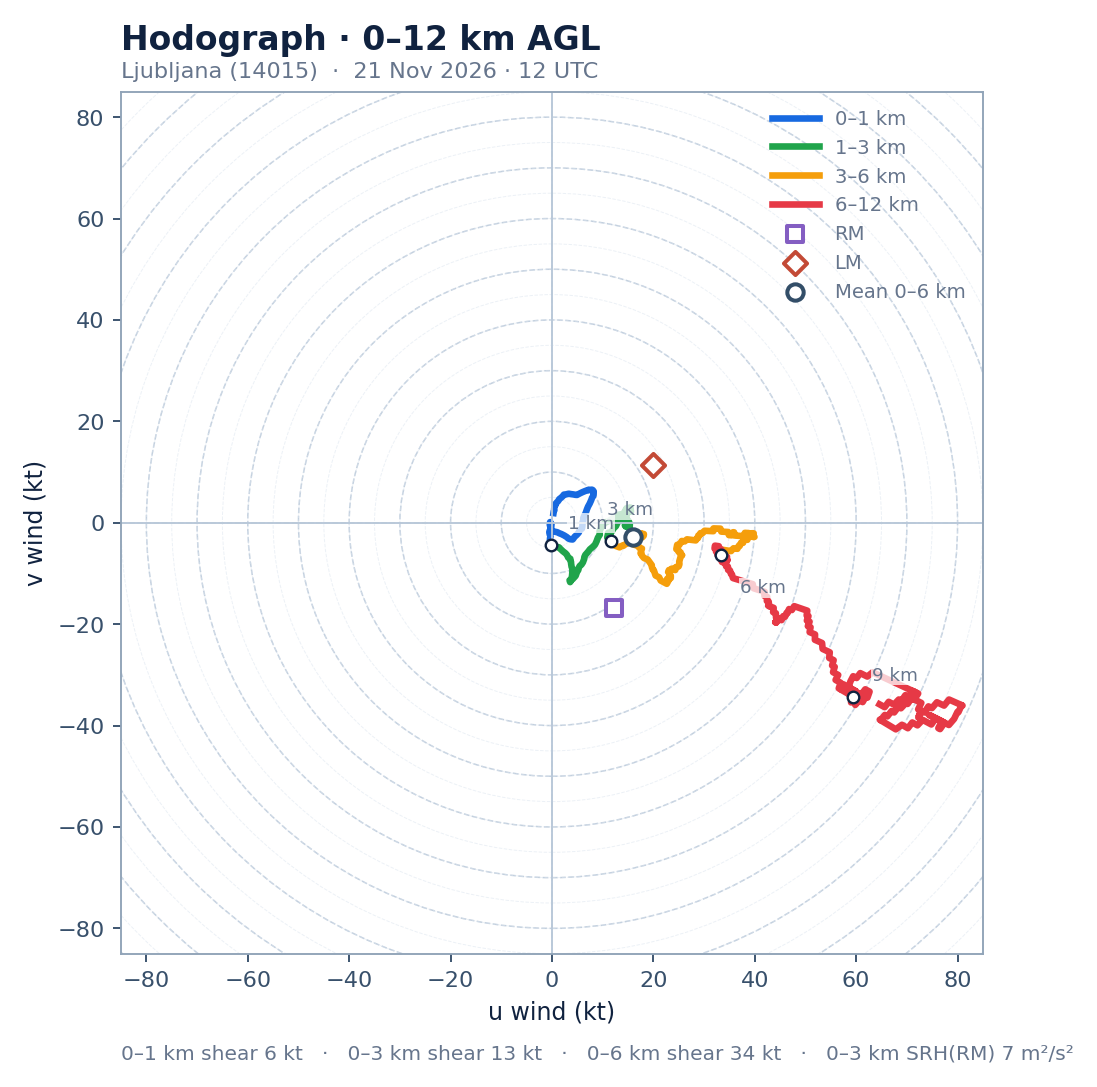 Hodograph · 0–12 km AGL
Ljubljana (14015) · 21 Nov 2026 · 12 UTC
0–1 km
1–3 km
3–6 km
6–12 km
RM
LM
Mean 0–6 km
80
60
40
20
0
−20
−40
−60
−80
v wind (kt)
3 km
1 km
6 km
9 km
−80 −60 −40 −20 0 20 40 60 80
u wind (kt)
0–1 km shear 6 kt · 0–3 km shear 13 kt · 0–6 km shear 34 kt · 0–3 km SRH(RM) 7 m²/s²